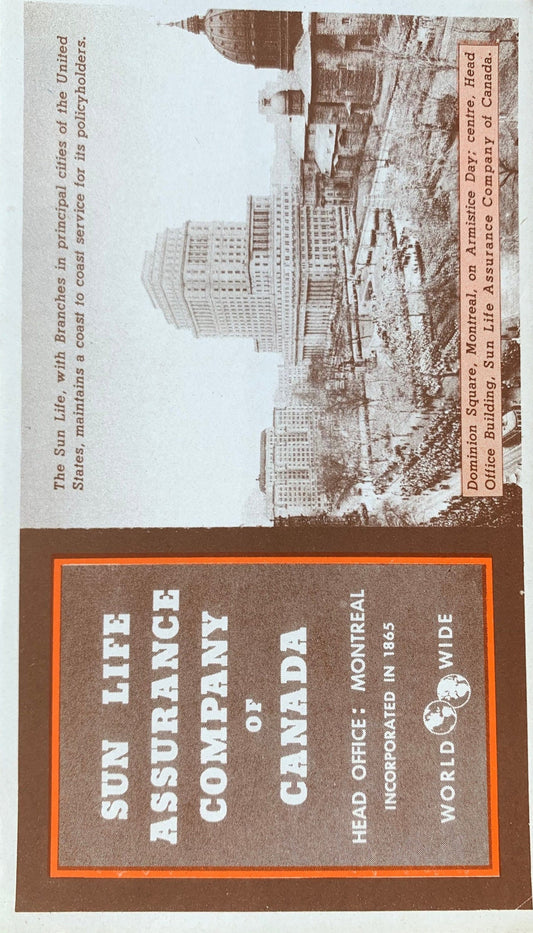 SUN LIFE
ASSURANCE
COMPANY
OF
CANADA
HEAD OFFICE: MONTREAL
INCORPORATED IN 1865
WORLD WIDE
The Sun Life, with Branches in principal cities of the United
States, maintains a coast to coast service for its policyholders.
Dominion Square, Montreal, on Armistice Day; centre, Head
Office Building, Sun Life Assurance Company of Canada.